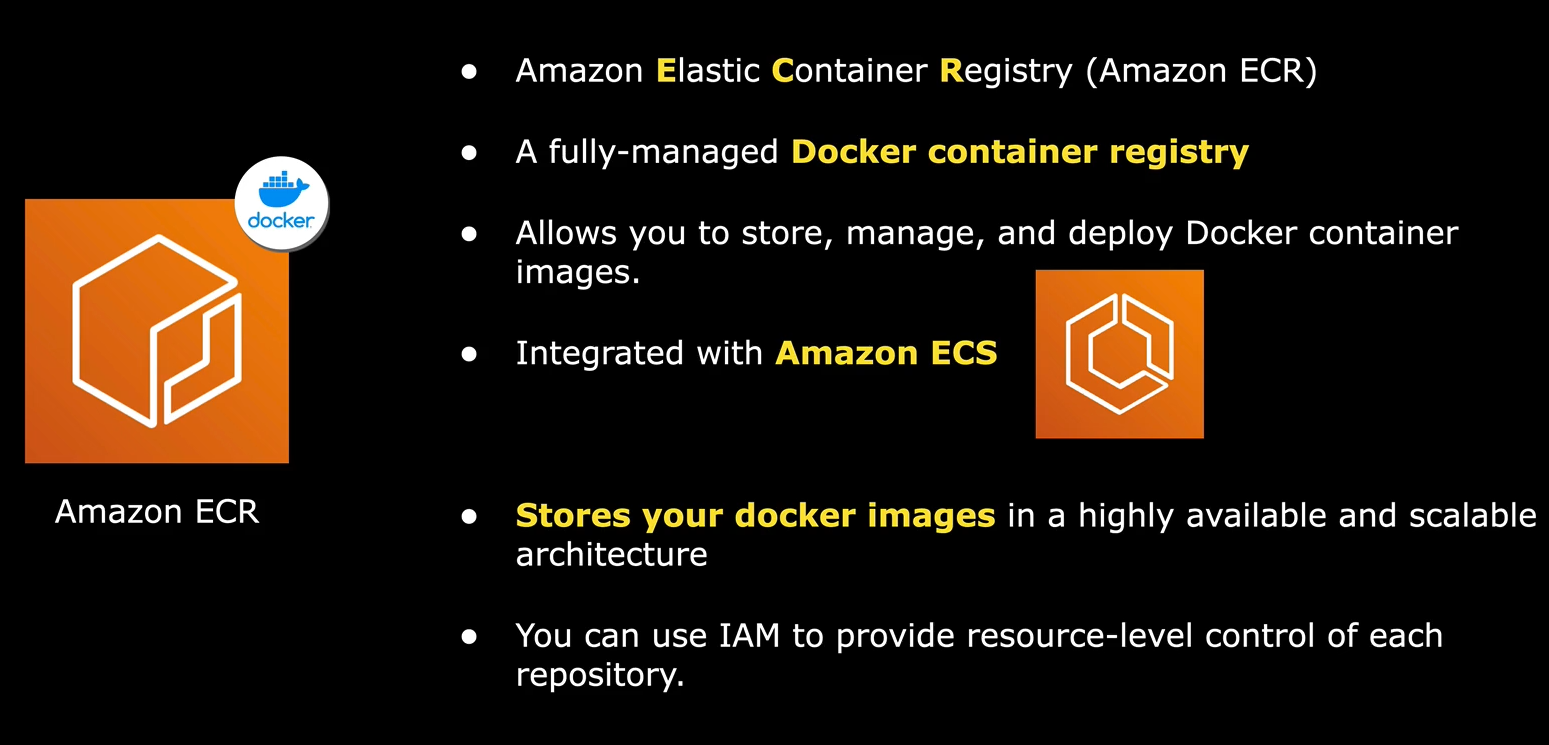 Amazon Elastic Container Registry (Amazon ECR)
A fully-managed Docker container registry
docker
Allows you to store, manage, and deploy Docker container
images.
Integrated with Amazon ECS
Amazon ECR
Stores your docker images in a highly available and scalable
architecture
You can use IAM to provide resource-level control of each
repository.